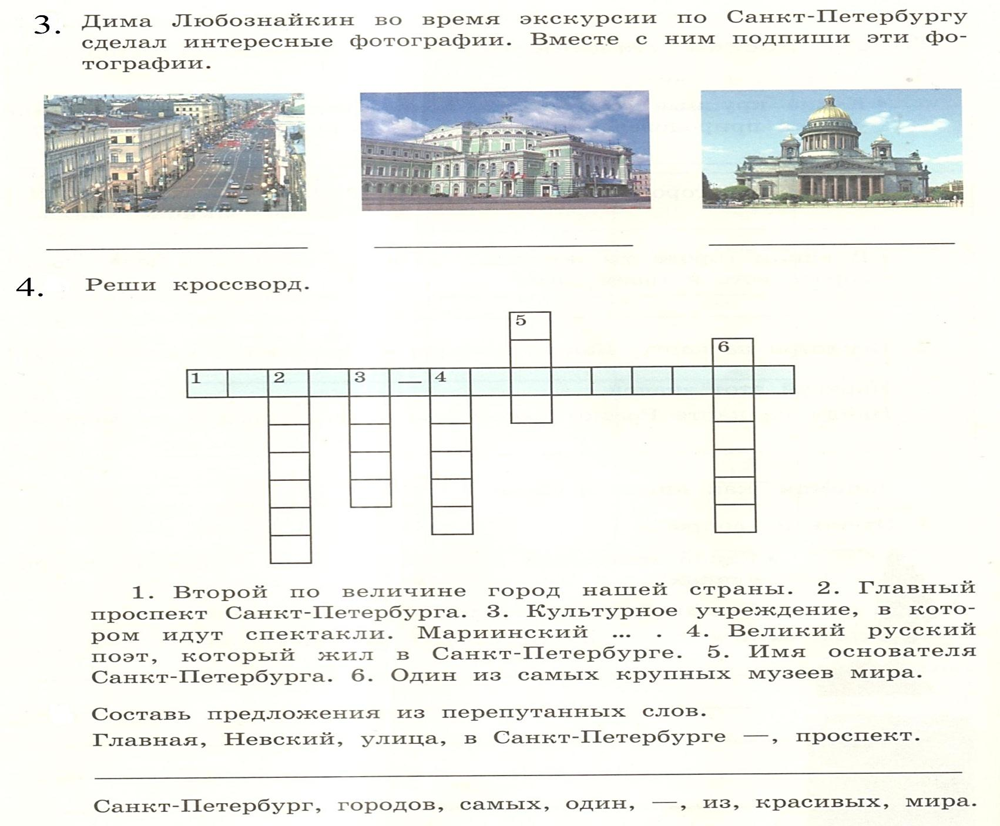 3. Дима Любознайкин во время экскурсии по Санкт-Петербургу
сделал интересные фотографии. Вместе с ним подпиши эти фо-
тографии.
4. Реши кроссворд.
5
6
1 2 3 — 4
1. Второй по величине город нашей страны. 2. Главный
проспект Санкт-Петербурга. 3. Культурное учреждение, в кото-
ром идут спектакли. Мариинский ... . 4. Великий русский
поэт, который жил в Санкт-Петербурге. 5. Имя основателя
Санкт-Петербурга. 6. Один из самых крупных музеев мира.
Составь предложения из перепутанных слов.
Главная, Невский, улица, в Санкт-Петербурге —, проспект.
Санкт-Петербург, городов, самых, один, —, из, красивых, мира.